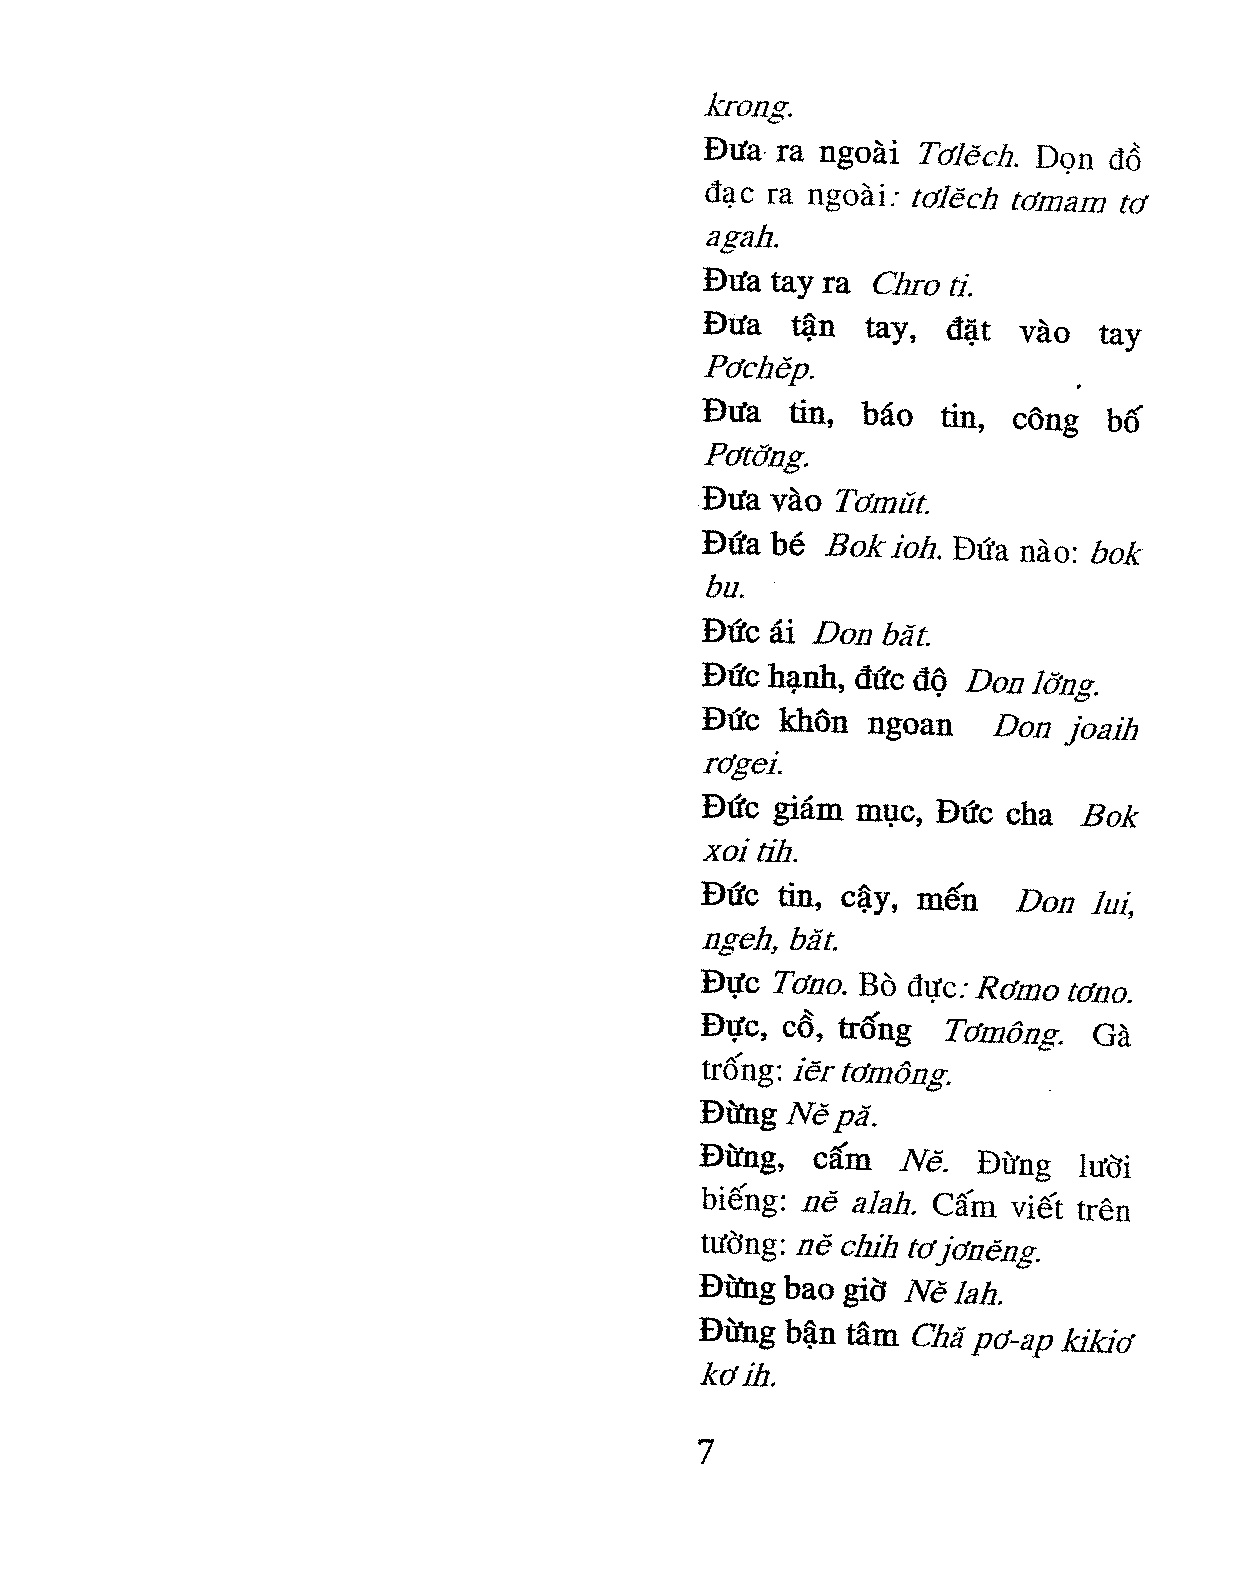 krong.
Đưa ra ngoài Tơlĕch. Dọn đồ
đạc ra ngoài: tơlĕch tơmam tơ
agah.
Đưa tay ra Chro ti.
Đưa tận tay, đặt vào tay
Pơchĕp.
Đưa tin, báo tin, công bố
Pơtơ̆ng.
Đưa vào Tơmŭt.
Đứa bé Bok ioh. Đứa nào: bok
bu.
Đức ái Don băt.
Đức hạnh, đức độ Don lơ̆ng.
Đức khôn ngoan Don joaih
rơgei.
Đức giám mục, Đức cha Bok
xoi tih.
Đức tin, cậy, mến Don lui,
ngeh, băt.
Đực Tơno. Bò đực: Rơmo tơno.
Đực, cồ, trống Tơmông. Gà
trống: iĕr tơmông.
Đừng Nĕ pă.
Đừng, cấm Nĕ. Đừng lười
biếng: nĕ alah. Cấm viết trên
tường: nĕ chih tơ jơnĕng.
Đừng bao giờ Nĕ lah.
Đừng bận tâm Chă pơ-ap kikiơ
kơ ih.
7